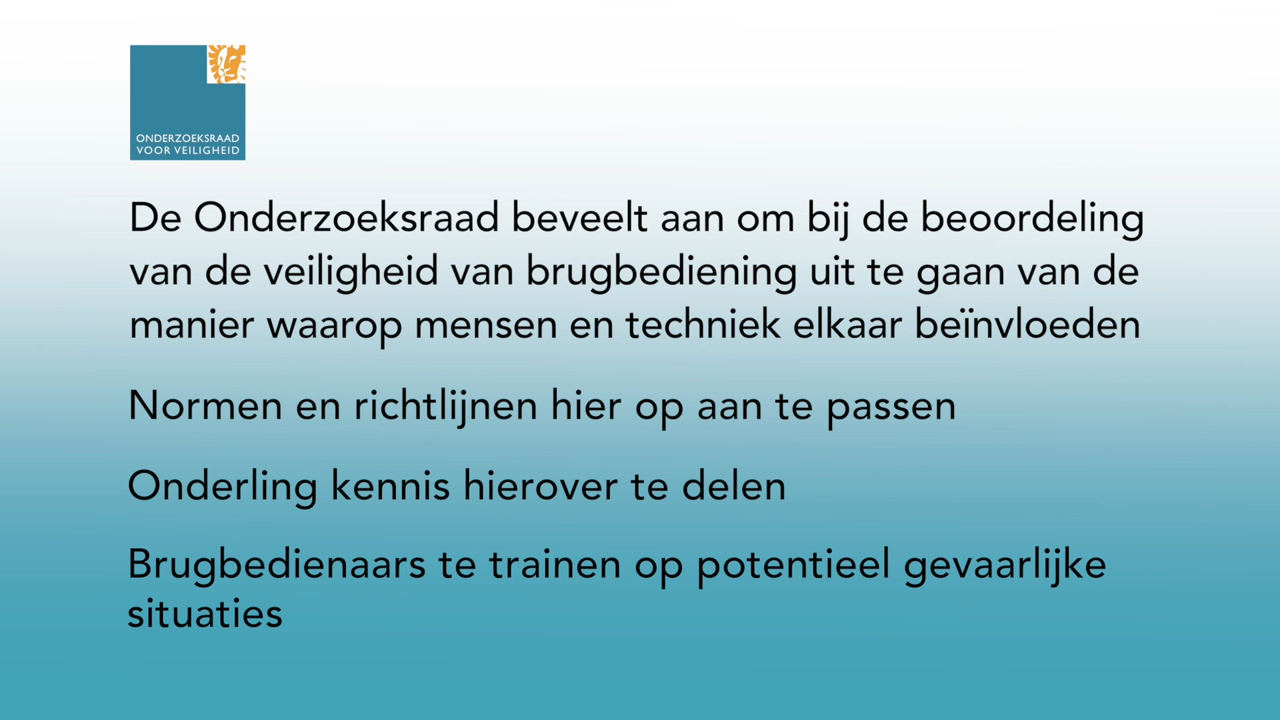 ONDERZOEKSRAAD
VOOR VEILIGHEID
De Onderzoeksraad beveelt aan om bij de beoordeling
van de veiligheid van brugbediening uit te gaan van de
manier waarop mensen en techniek elkaar beïnvloeden
Normen en richtlijnen hier op aan te passen
Onderling kennis hierover te delen
Brugbedienaars te trainen op potentieel gevaarlijke
situaties